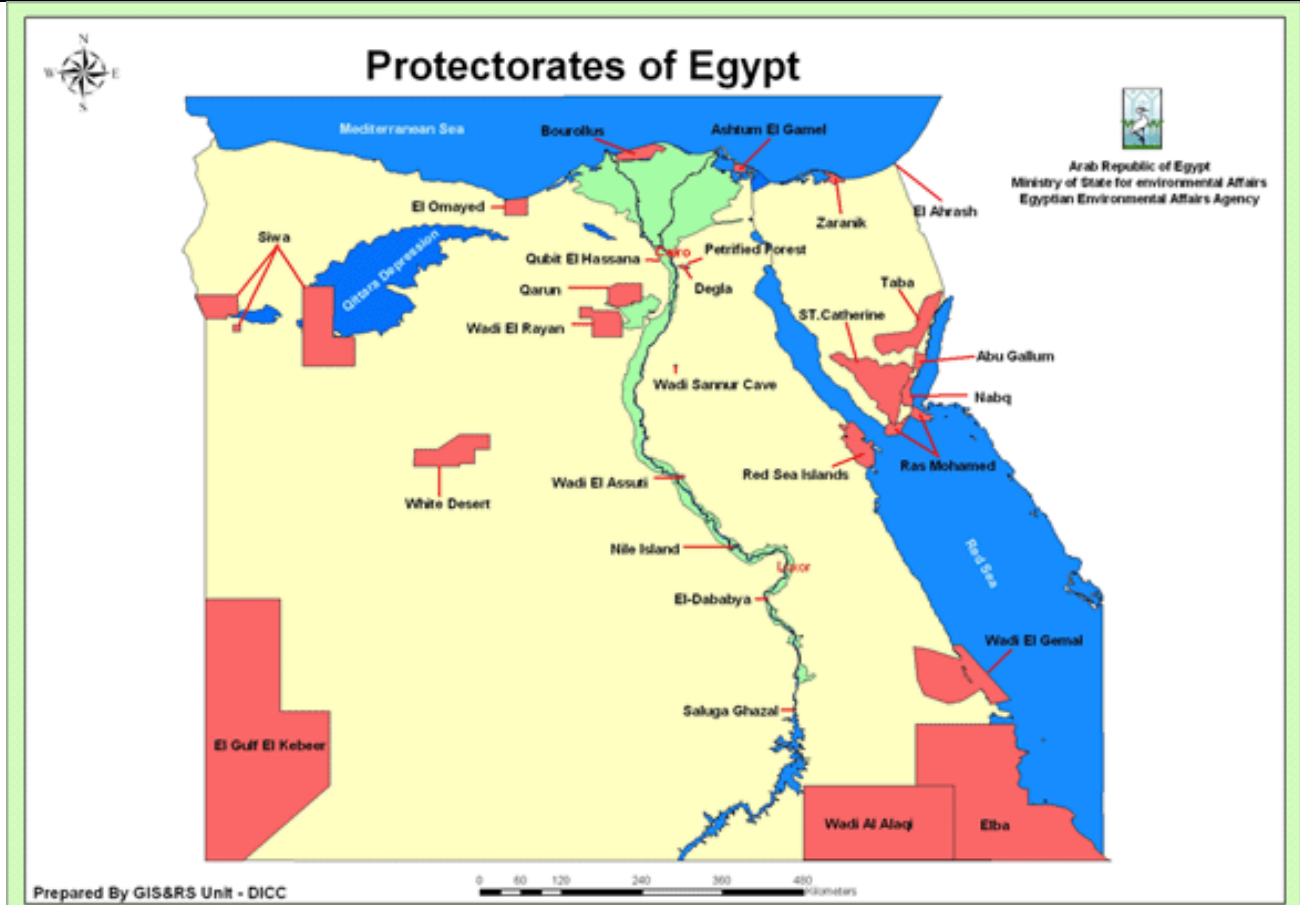 N
W E
S
Protectorates of Egypt
Arab Republic of Egypt
Ministry of State for environmental Affairs
Egyptian Environmental Affairs Agency
Mediterranean Sea
Bourollus
Ashtum El Gamel
El Omayed
Zaranik
El Ahrash
Siwa
Qittara Depression
Qubit El Hassana
Cairo
Petrified Forest
Degla
Qarun
Wadi El Rayan
Taba
ST.Catherine
Abu Gallum
Wadi Sannur Cave
Nabq
Ras Mohamed
Red Sea Islands
White Desert
Wadi El Assuti
Nile Island
Luxor
Red Sea
El-Dababya
Wadi El Gemal
Saluga Ghazal
El Gulf El Kebeer
Wadi Al Alaqi
Elba
Prepared By GIS&RS Unit - DICC
0 60 120 240 360 480
Kilometers